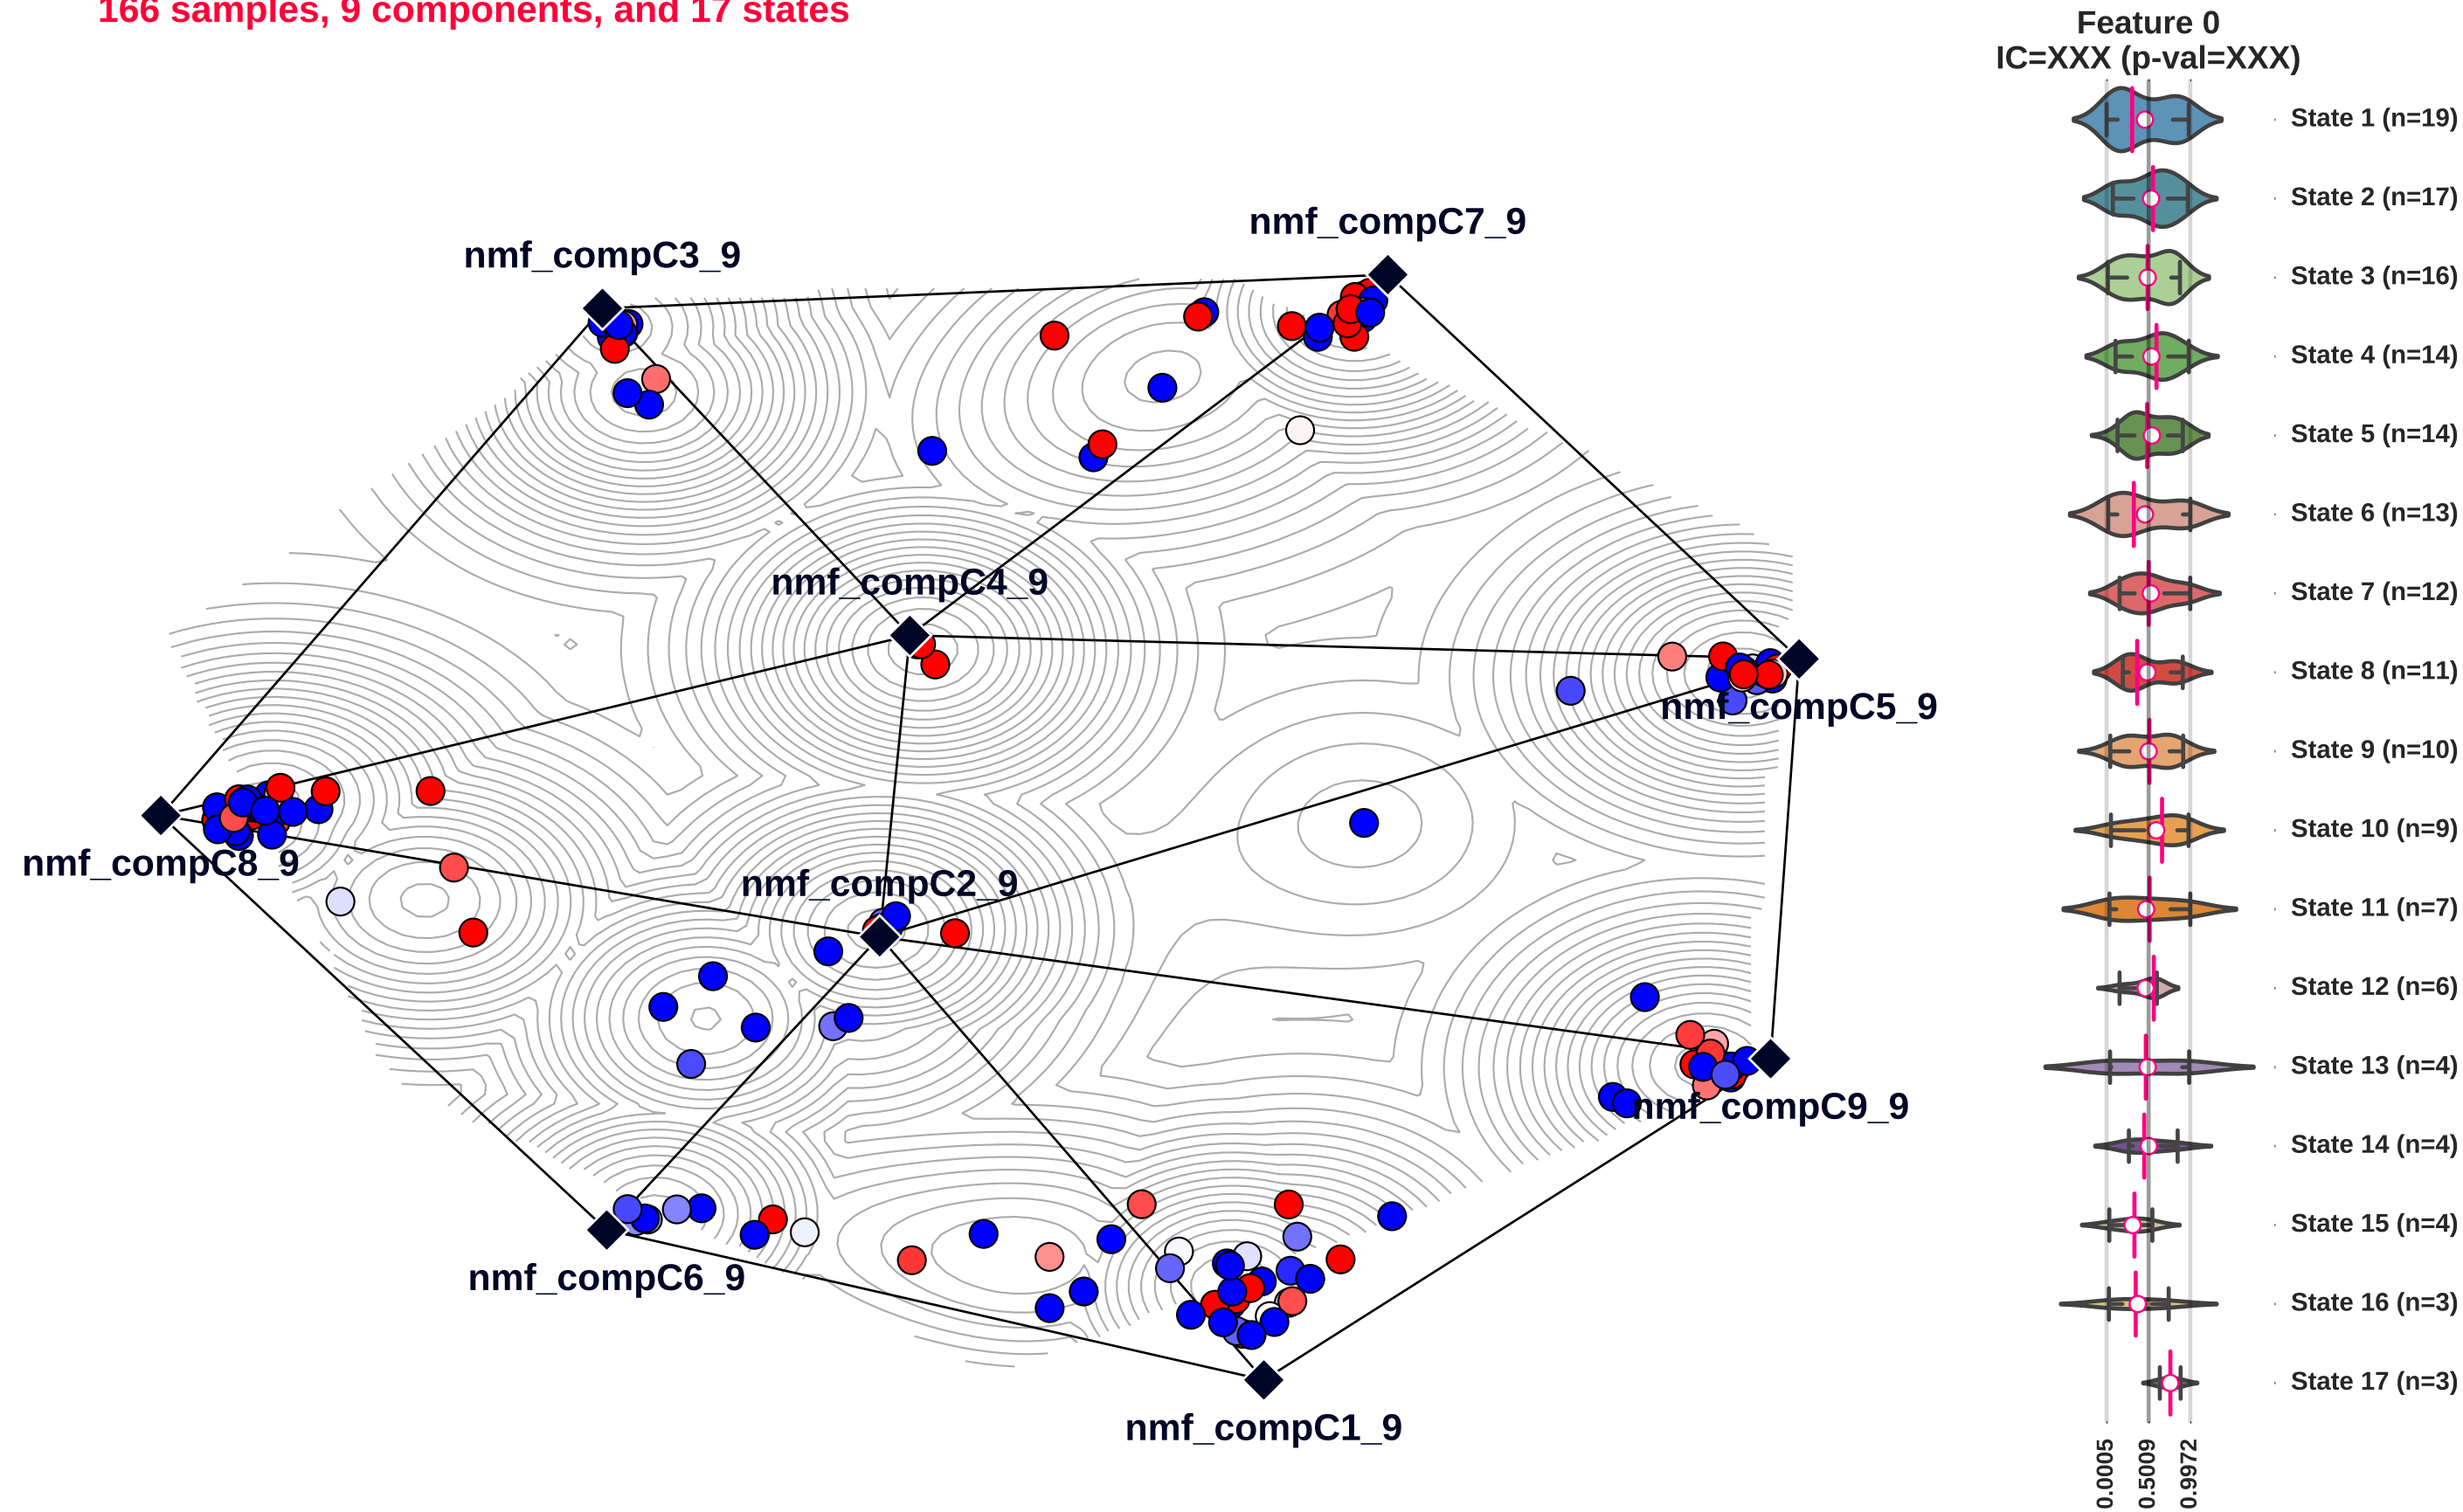 166 samples, 9 components, and 17 states
Feature 0
IC=XXX (p-val=XXX)
nmf_compC3_9
nmf_compC7_9
nmf_compC4_9
nmf_compC5_9
nmf_compC8_9
nmf_compC2_9
nmf_compC9_9
nmf_compC6_9
nmf_compC1_9
State 1 (n=19)
State 2 (n=17)
State 3 (n=16)
State 4 (n=14)
State 5 (n=14)
State 6 (n=13)
State 7 (n=12)
State 8 (n=11)
State 9 (n=10)
State 10 (n=9)
State 11 (n=7)
State 12 (n=6)
State 13 (n=4)
State 14 (n=4)
State 15 (n=4)
State 16 (n=3)
State 17 (n=3)
0.0005
0.5009
0.9972